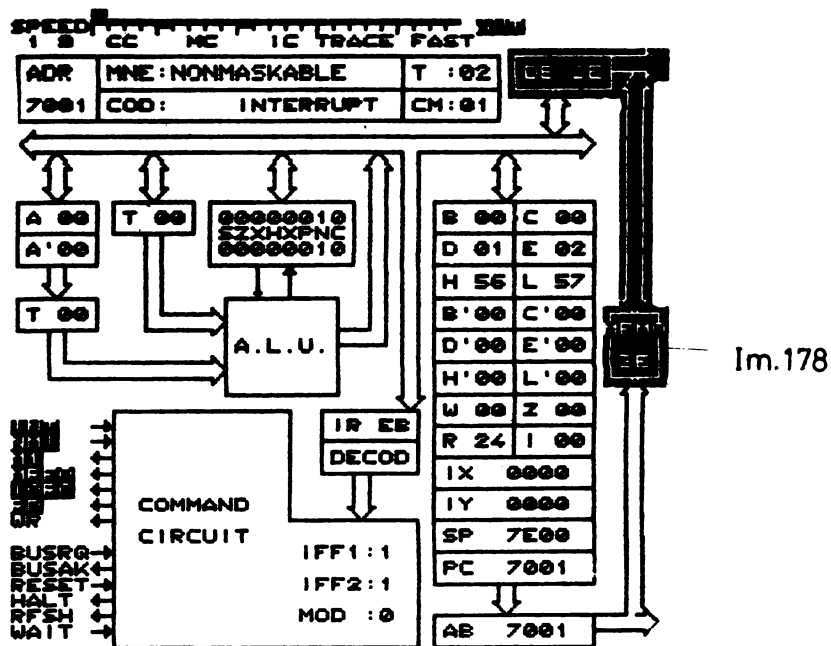 SPEED
1 9 CC MC IC TRACE FAST
ADR MNE:NONMASKABLE T :02
7001 COD: INTERRUPT CM:01
A 00
A'00
T 00
T 00
00000010
SZXHXPNC
00000010
A.L.U.
B 00 C 00
D 01 E 02
H 56 L 57
B'00 C'00
D'00 E'00
H'00 L'00
W 00 Z 00
R 24 I 00
IX 0000
IY 0000
SP 7E00
PC 7001
AB 7001
Im.178
IR EB
DECOD
COMMAND
CIRCUIT
IFF1:1
IFF2:1
MOD :0
WR
BUSRQ
BUSAK
RESET
HALT
RFSH
WAIT